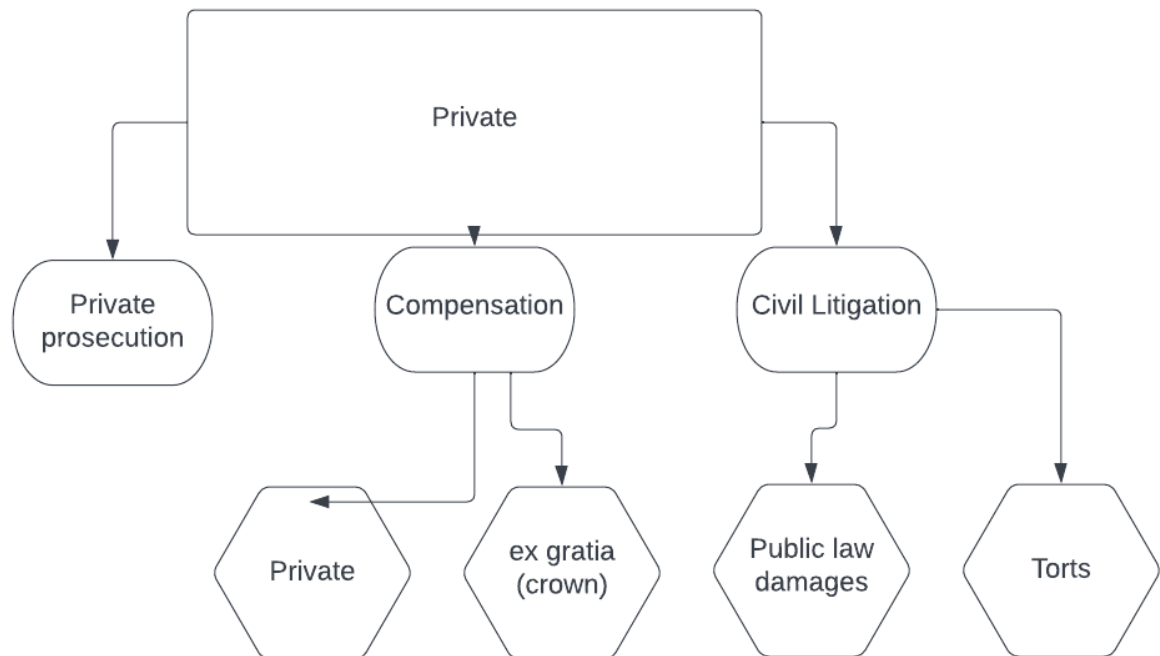 Private
Private
prosecution
Compensation
Civil Litigation
Private
ex gratia
(crown)
Public law
damages
Torts